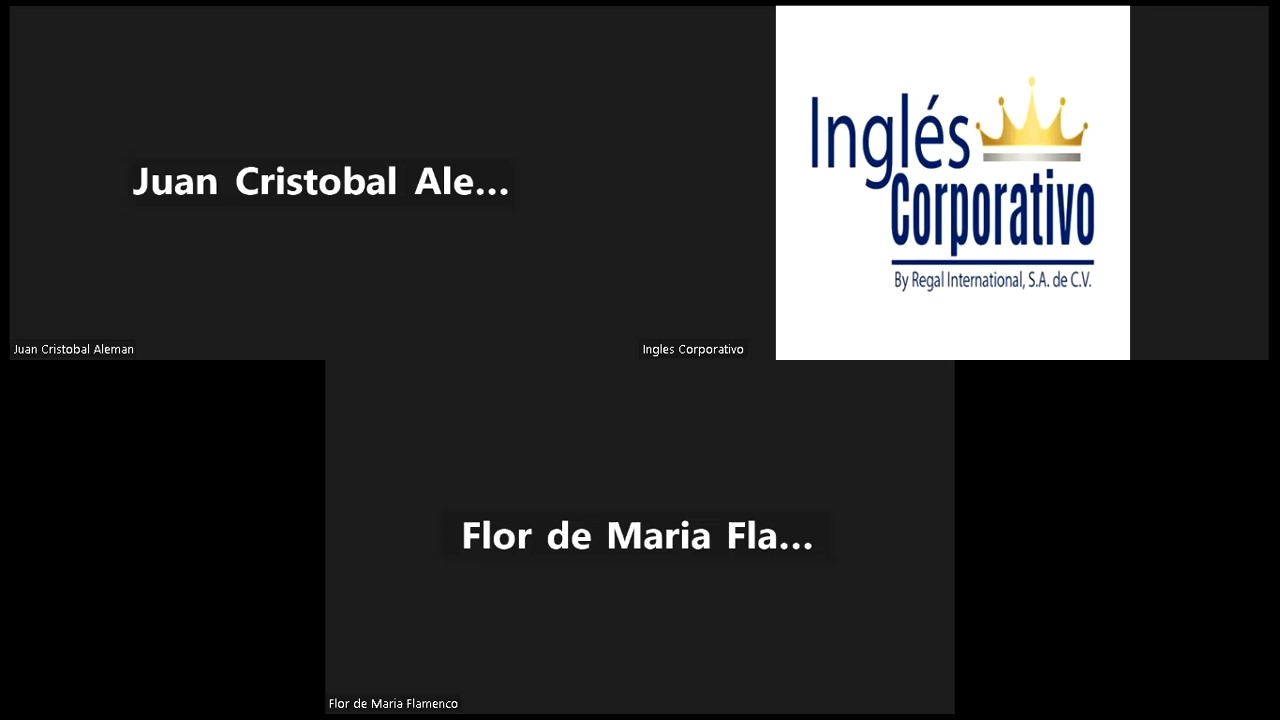 Juan Cristobal Ale...
Juan Cristobal Aleman
Inglés
Corporativo
By Regal International, S.A. de C.V.
Ingles Corporativo
Flor de Maria Fla...
Flor de Maria Flamenco